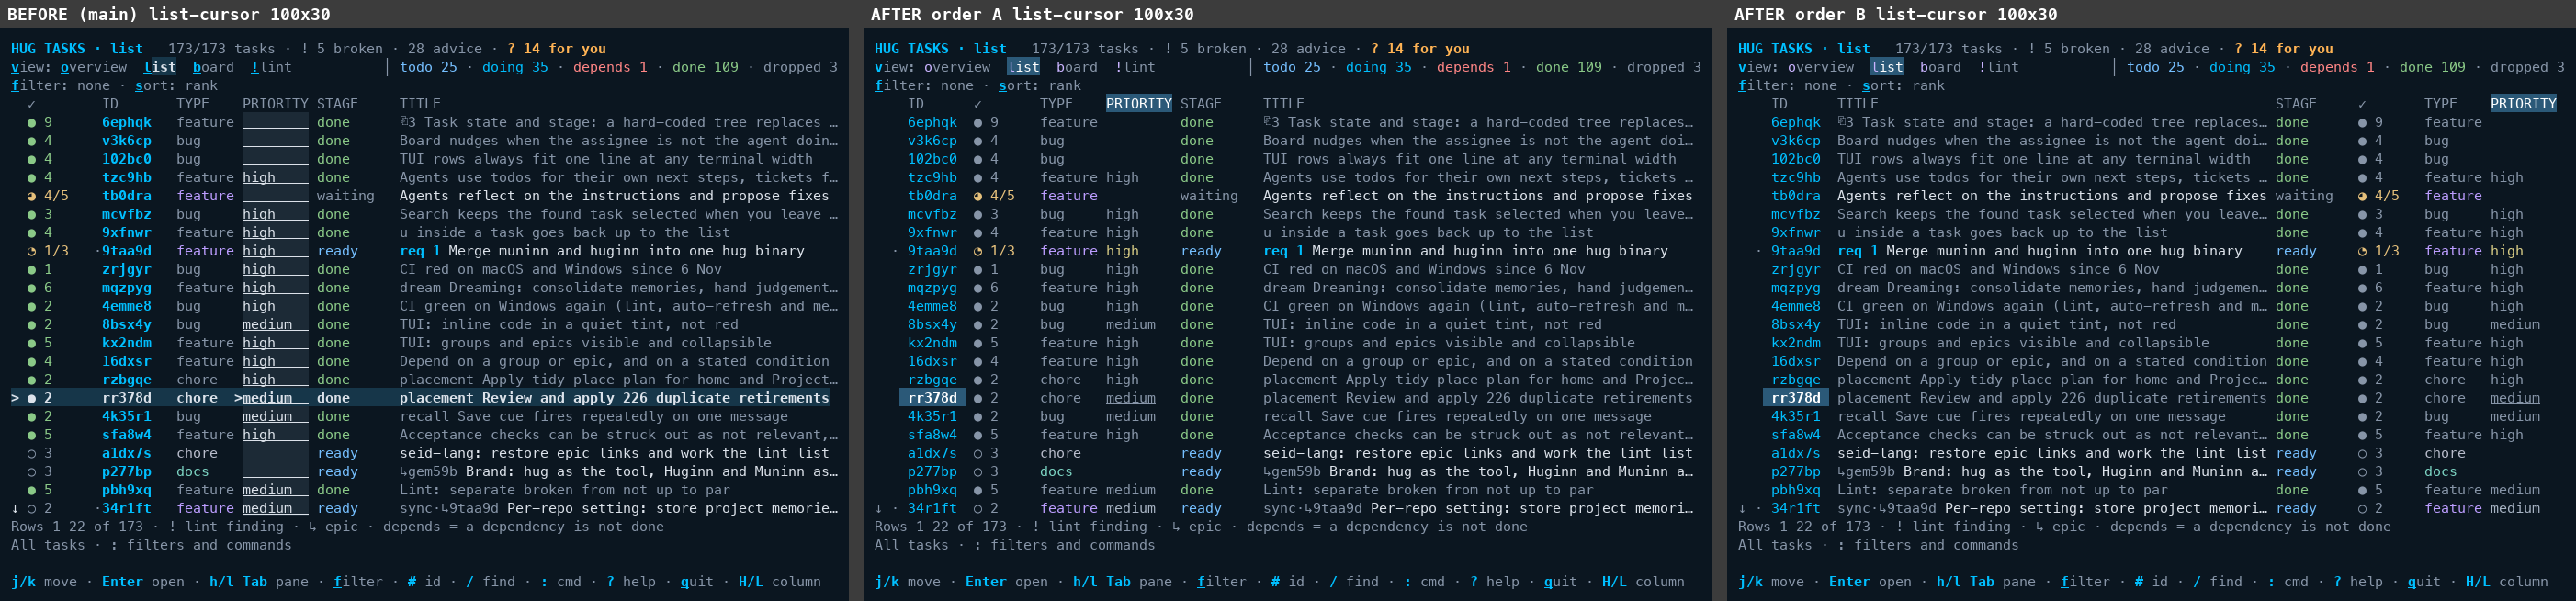 BEFORE (main) list-cursor 100x30
HUG TASKS · list   173/173 tasks · ! 5 broken · 28 advice · ? 14 for you
view: overview  list  board  !lint   │ todo 25 · doing 35 · depends 1 · done 109 · dropped 3
filter: none · sort: rank
✓ ID TYPE PRIORITY STAGE TITLE
● 9 6ephqk feature done ⎗3 Task state and stage: a hard-coded tree replaces …
● 4 v3k6cp bug done Board nudges when the assignee is not the agent doin…
● 4 102bc0 bug done TUI rows always fit one line at any terminal width
● 4 tzc9hb feature high done Agents use todos for their own next steps, tickets f…
◕ 4/5 tb0dra feature waiting Agents reflect on the instructions and propose fixes
● 3 mcvfbz bug high done Search keeps the found task selected when you leave …
● 4 9xfnwr feature high done u inside a task goes back up to the list
◔ 1/3 ·9taa9d feature high ready req 1 Merge muninn and huginn into one hug binary
● 1 zrjgyr bug high done CI red on macOS and Windows since 6 Nov
● 6 mqzpyg feature high done dream Dreaming: consolidate memories, hand judgement…
● 2 4emme8 bug high done CI green on Windows again (lint, auto-refresh and me…
● 2 8bsx4y bug medium done TUI: inline code in a quiet tint, not red
● 5 kx2ndm feature high done TUI: groups and epics visible and collapsible
● 4 16dxsr feature high done Depend on a group or epic, and on a stated condition
● 2 rzbgqe chore high done placement Apply tidy place plan for home and Project…
> ● 2 rr378d chore >medium done placement Review and apply 226 duplicate retirements
● 2 4k35r1 bug medium done recall Save cue fires repeatedly on one message
● 5 sfa8w4 feature high done Acceptance checks can be struck out as not relevant,…
○ 3 a1dx7s chore ready seid-lang: restore epic links and work the lint list
○ 3 p277bp docs ready ↳gem59b Brand: hug as the tool, Huginn and Muninn as…
● 5 pbh9xq feature medium done Lint: separate broken from not up to par
↓ ○ 2 ·34r1ft feature medium ready sync·↳9taa9d Per-repo setting: store project memorie…
Rows 1–22 of 173 · ! lint finding · ↳ epic · depends = a dependency is not done
All tasks · : filters and commands
j/k move · Enter open · h/l Tab pane · filter · # id · / find · : cmd · ? help · quit · H/L column
AFTER order A list-cursor 100x30
HUG TASKS · list   173/173 tasks · ! 5 broken · 28 advice · ? 14 for you
view: overview  list  board  !lint   │ todo 25 · doing 35 · depends 1 · done 109 · dropped 3
filter: none · sort: rank
ID ✓ TYPE PRIORITY STAGE TITLE
6ephqk ● 9 feature done ⎗3 Task state and stage: a hard-coded tree replaces…
v3k6cp ● 4 bug done Board nudges when the assignee is not the agent doi…
102bc0 ● 4 bug done TUI rows always fit one line at any terminal width
tzc9hb ● 4 feature high done Agents use todos for their own next steps, tickets …
tb0dra ◕ 4/5 feature waiting Agents reflect on the instructions and propose fixes
mcvfbz ● 3 bug high done Search keeps the found task selected when you leave…
9xfnwr ● 4 feature high done u inside a task goes back up to the list
· 9taa9d ◔ 1/3 feature high ready req 1 Merge muninn and huginn into one hug binary
zrjgyr ● 1 bug high done CI red on macOS and Windows since 6 Nov
mqzpyg ● 6 feature high done dream Dreaming: consolidate memories, hand judgemen…
4emme8 ● 2 bug high done CI green on Windows again (lint, auto-refresh and m…
8bsx4y ● 2 bug medium done TUI: inline code in a quiet tint, not red
kx2ndm ● 5 feature high done TUI: groups and epics visible and collapsible
16dxsr ● 4 feature high done Depend on a group or epic, and on a stated condition
rzbgqe ● 2 chore high done placement Apply tidy place plan for home and Projec…
rr378d ● 2 chore medium done placement Review and apply 226 duplicate retirements
4k35r1 ● 2 bug medium done recall Save cue fires repeatedly on one message
sfa8w4 ● 5 feature high done Acceptance checks can be struck out as not relevant…
a1dx7s ○ 3 chore ready seid-lang: restore epic links and work the lint list
p277bp ○ 3 docs ready ↳gem59b Brand: hug as the tool, Huginn and Muninn a…
pbh9xq ● 5 feature medium done Lint: separate broken from not up to par
↓ · 34r1ft ○ 2 feature medium ready sync·↳9taa9d Per-repo setting: store project memori…
Rows 1–22 of 173 · ! lint finding · ↳ epic · depends = a dependency is not done
All tasks · : filters and commands
j/k move · Enter open · h/l Tab pane · filter · # id · / find · : cmd · ? help · quit · H/L column
AFTER order B list-cursor 100x30
HUG TASKS · list   173/173 tasks · ! 5 broken · 28 advice · ? 14 for you
view: overview  list  board  !lint   │ todo 25 · doing 35 · depends 1 · done 109 · dropped 3
filter: none · sort: rank
ID TITLE STAGE ✓ TYPE PRIORITY
6ephqk ⎗3 Task state and stage: a hard-coded tree replaces… done ● 9 feature
v3k6cp Board nudges when the assignee is not the agent doi… done ● 4 bug
102bc0 TUI rows always fit one line at any terminal width done ● 4 bug
tzc9hb Agents use todos for their own next steps, tickets … done ● 4 feature high
tb0dra Agents reflect on the instructions and propose fixes waiting ◕ 4/5 feature
mcvfbz Search keeps the found task selected when you leave… done ● 3 bug high
9xfnwr u inside a task goes back up to the list done ● 4 feature high
· 9taa9d req 1 Merge muninn and huginn into one hug binary ready ◔ 1/3 feature high
zrjgyr CI red on macOS and Windows since 6 Nov done ● 1 bug high
mqzpyg dream Dreaming: consolidate memories, hand judgemen… done ● 6 feature high
4emme8 CI green on Windows again (lint, auto-refresh and m… done ● 2 bug high
8bsx4y TUI: inline code in a quiet tint, not red done ● 2 bug medium
kx2ndm TUI: groups and epics visible and collapsible done ● 5 feature high
16dxsr Depend on a group or epic, and on a stated condition done ● 4 feature high
rzbgqe placement Apply tidy place plan for home and Projec… done ● 2 chore high
rr378d placement Review and apply 226 duplicate retirements done ● 2 chore medium
4k35r1 recall Save cue fires repeatedly on one message done ● 2 bug medium
sfa8w4 Acceptance checks can be struck out as not relevant… done ● 5 feature high
a1dx7s seid-lang: restore epic links and work the lint list ready ○ 3 chore
p277bp ↳gem59b Brand: hug as the tool, Huginn and Muninn a… ready ○ 3 docs
pbh9xq Lint: separate broken from not up to par done ● 5 feature medium
↓ · 34r1ft sync·↳9taa9d Per-repo setting: store project memori… ready ○ 2 feature medium
Rows 1–22 of 173 · ! lint finding · ↳ epic · depends = a dependency is not done
All tasks · : filters and commands
j/k move · Enter open · h/l Tab pane · filter · # id · / find · : cmd · ? help · quit · H/L column